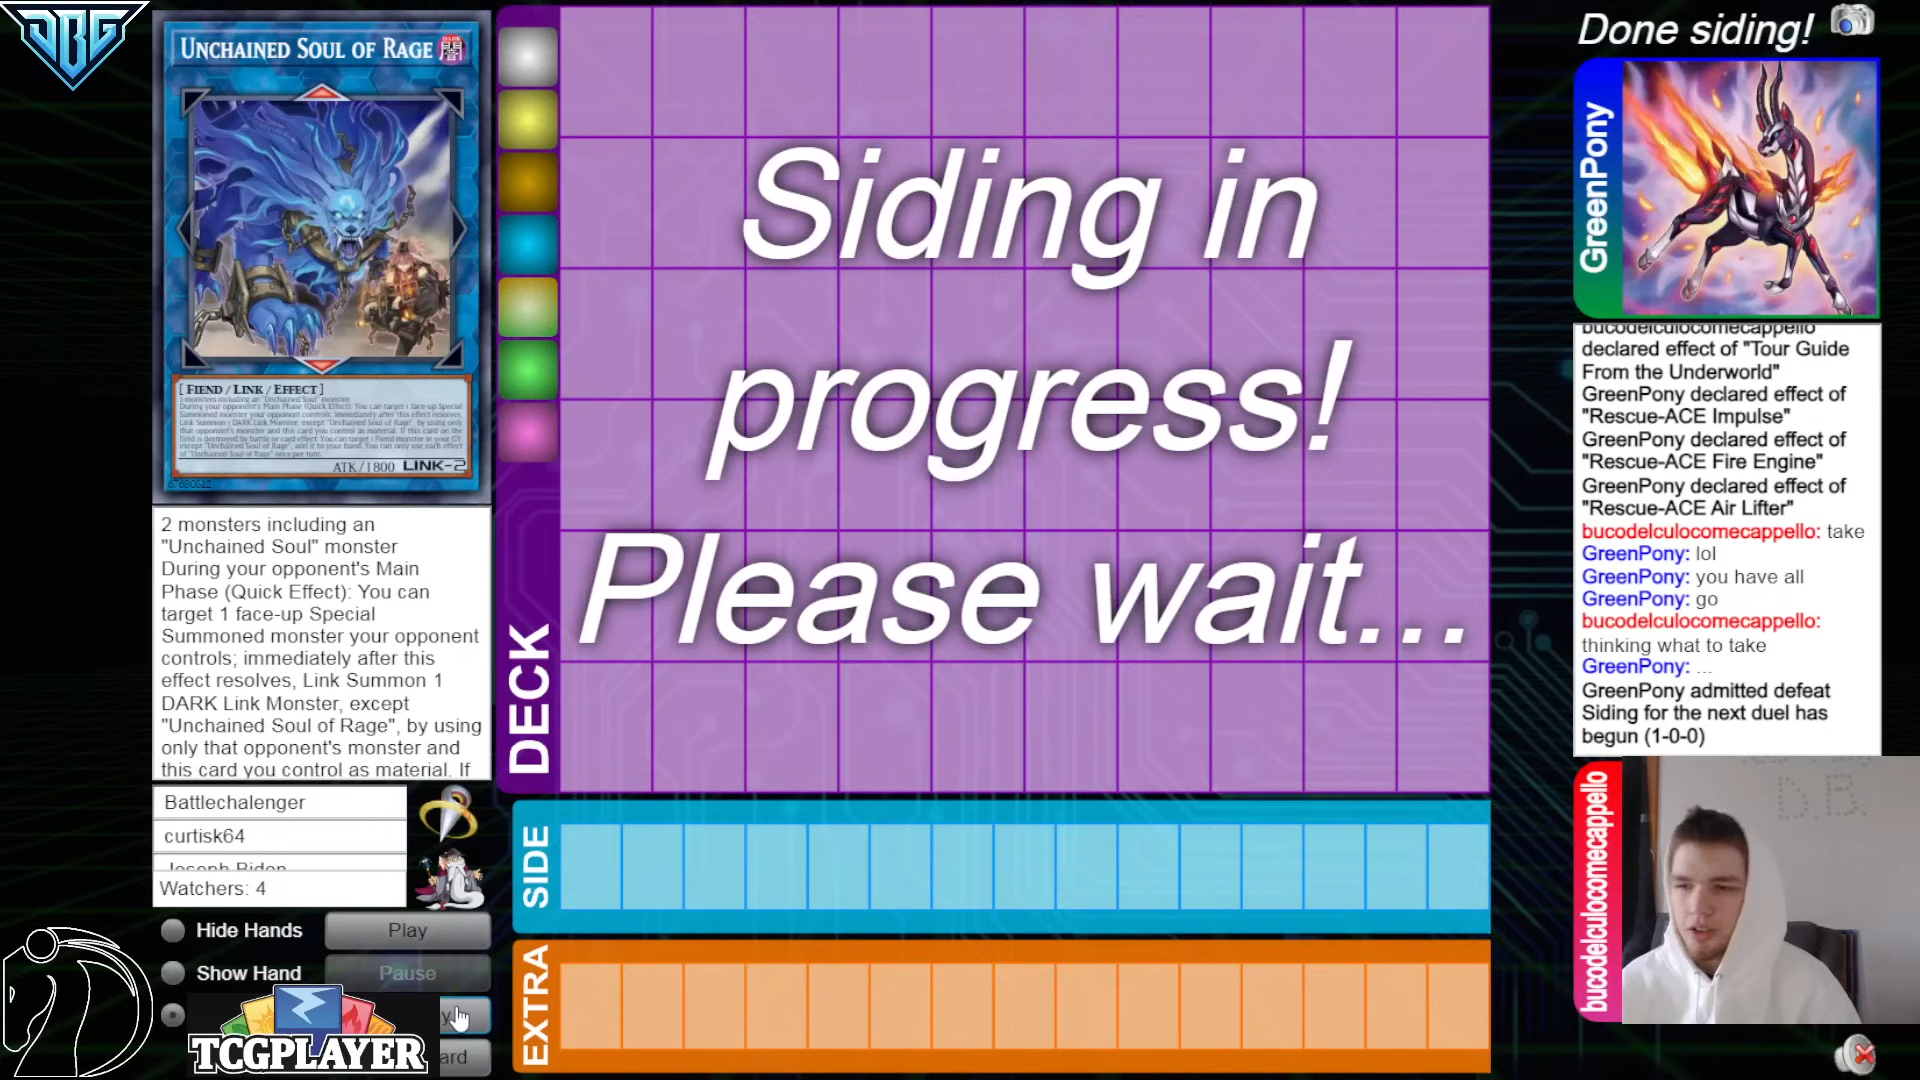 DBG
UNCHAINED SOUL OF RAGE
[ FIEND / LINK / EFFECT ]
ATK/1800 LINK-2
2 monsters including an
"Unchained Soul" monster
During your opponent's Main
Phase (Quick Effect): You can
target 1 face-up Special
Summoned monster your opponent
controls; immediately after this
effect resolves, Link Summon 1
DARK Link Monster, except
"Unchained Soul of Rage", by using
only that opponent's monster and
this card you control as material. If
Battlechalenger
curtisk64
Joseph Biden
Watchers: 4
Hide Hands
Play
Show Hand
Pause
TCGPLAYER
DECK
Siding in
progress!
Please wait...
SIDE
EXTRA
Done siding!
GreenPony
bucodelculocomecappello
declared effect of "Tour Guide
From the Underworld"
GreenPony declared effect of
"Rescue-ACE Impulse"
GreenPony declared effect of
"Rescue-ACE Fire Engine"
GreenPony declared effect of
"Rescue-ACE Air Lifter"
bucodelculocomecappello: take
GreenPony: lol
GreenPony: you have all
GreenPony: go
bucodelculocomecappello:
thinking what to take
GreenPony: ...
GreenPony admitted defeat
Siding for the next duel has
begun (1-0-0)
bucodelculocomecappello
D.B.